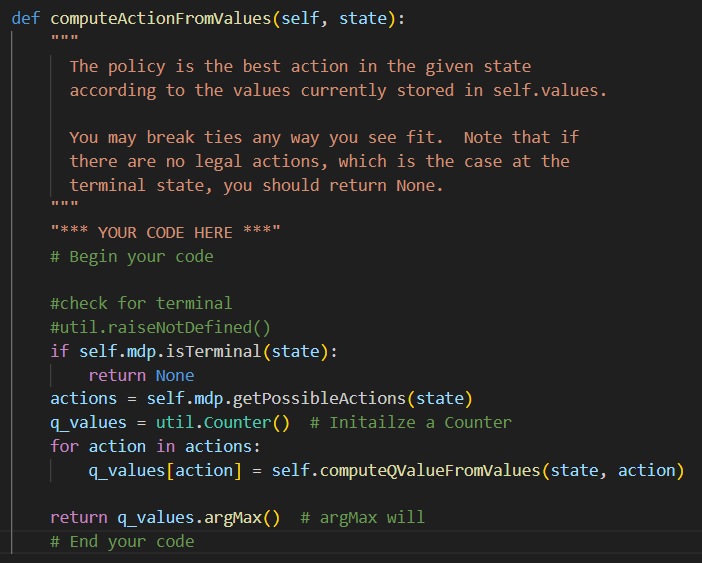 def computeActionFromValues(self, state):
"""
The policy is the best action in the given state
according to the values currently stored in self.values.
You may break ties any way you see fit.  Note that if
there are no legal actions, which is the case at the
terminal state, you should return None.
"""
"*** YOUR CODE HERE ***"
# Begin your code
#check for terminal
#util.raiseNotDefined()
if self.mdp.isTerminal(state):
return None
actions = self.mdp.getPossibleActions(state)
q_values = util.Counter()  # Initailze a Counter
for action in actions:
q_values[action] = self.computeQValueFromValues(state, action)
return q_values.argMax()  # argMax will
# End your code